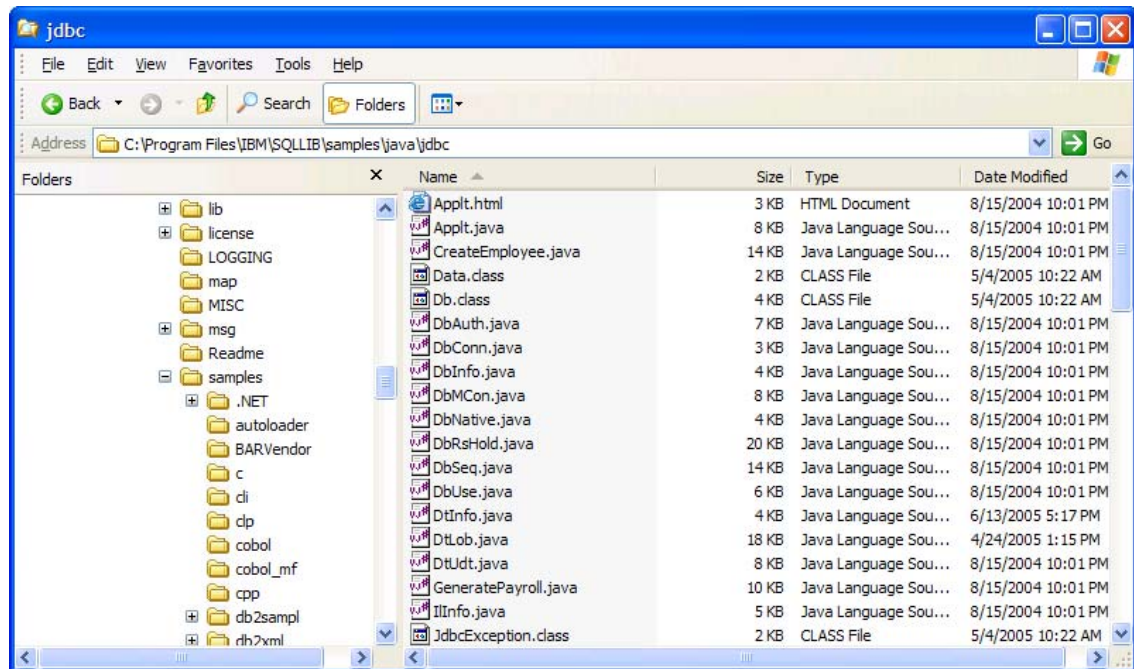 jdbc
File Edit View Favorites Tools Help
Back Search Folders
Address C:\Program Files\IBM\SQLLIB\samples\java\jdbc Go
Folders
lib
license
LOGGING
map
MISC
msg
Readme
samples
.NET
autoloader
BARVendor
c
cli
clp
cobol
cobol_mf
cpp
db2sampl
db2xml
Name Size Type Date Modified
Applt.html 3 KB HTML Document 8/15/2004 10:01 PM
Applt.java 8 KB Java Language Sou... 8/15/2004 10:01 PM
CreateEmployee.java 14 KB Java Language Sou... 8/15/2004 10:01 PM
Data.class 2 KB CLASS File 5/4/2005 10:22 AM
Db.class 4 KB CLASS File 5/4/2005 10:22 AM
DbAuth.java 7 KB Java Language Sou... 8/15/2004 10:01 PM
DbConn.java 3 KB Java Language Sou... 8/15/2004 10:01 PM
DbInfo.java 4 KB Java Language Sou... 8/15/2004 10:01 PM
DbMCon.java 8 KB Java Language Sou... 8/15/2004 10:01 PM
DbNative.java 4 KB Java Language Sou... 8/15/2004 10:01 PM
DbRsHold.java 20 KB Java Language Sou... 8/15/2004 10:01 PM
DbSeq.java 14 KB Java Language Sou... 8/15/2004 10:01 PM
DbUse.java 6 KB Java Language Sou... 8/15/2004 10:01 PM
DtInfo.java 4 KB Java Language Sou... 6/13/2005 5:17 PM
DtLob.java 18 KB Java Language Sou... 4/24/2005 1:15 PM
DtUdt.java 8 KB Java Language Sou... 8/15/2004 10:01 PM
GeneratePayroll.java 10 KB Java Language Sou... 8/15/2004 10:01 PM
IlInfo.java 5 KB Java Language Sou... 8/15/2004 10:01 PM
JdbcException.class 2 KB CLASS File 5/4/2005 10:22 AM